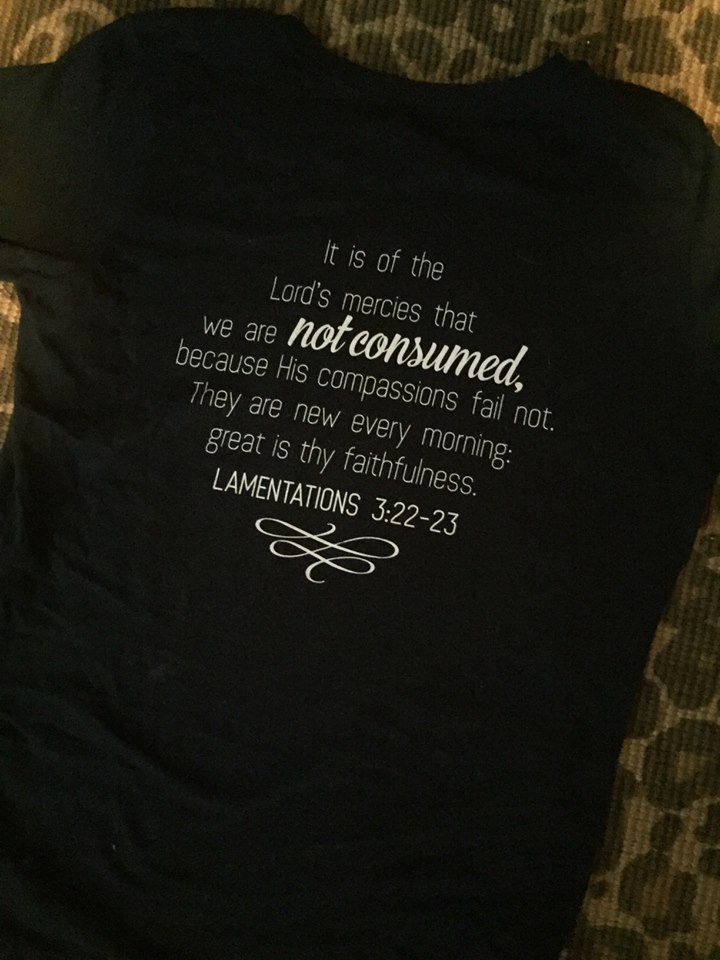 It is of the
Lord's mercies that
we are not consumed,
because His compassions fail not.
They are new every morning:
great is thy faithfulness.
LAMENTATIONS 3:22-23